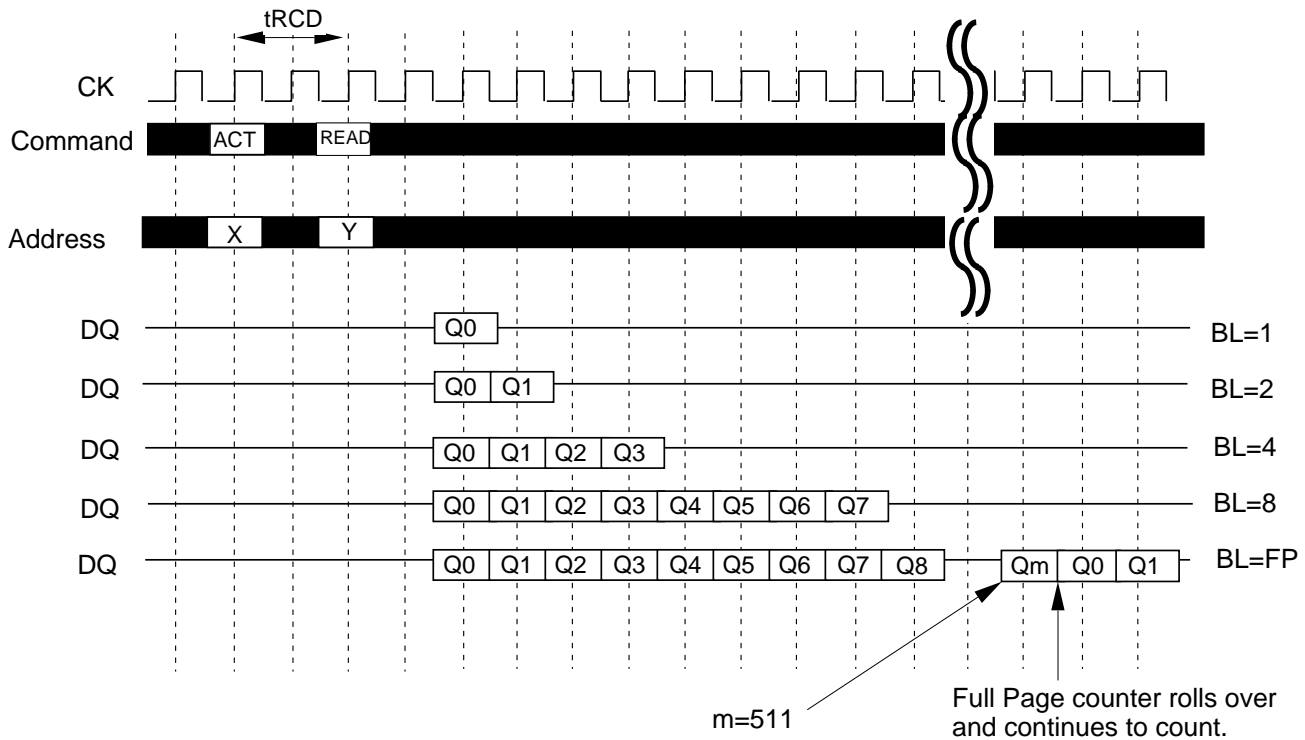 tRCD
CK
Command ACT READ
Address X Y
DQ Q0 BL=1
DQ Q0 Q1 BL=2
DQ Q0 Q1 Q2 Q3 BL=4
DQ Q0 Q1 Q2 Q3 Q4 Q5 Q6 Q7 BL=8
DQ Q0 Q1 Q2 Q3 Q4 Q5 Q6 Q7 Q8 Qm Q0 Q1 BL=FP
m=511
Full Page counter rolls over
and continues to count.